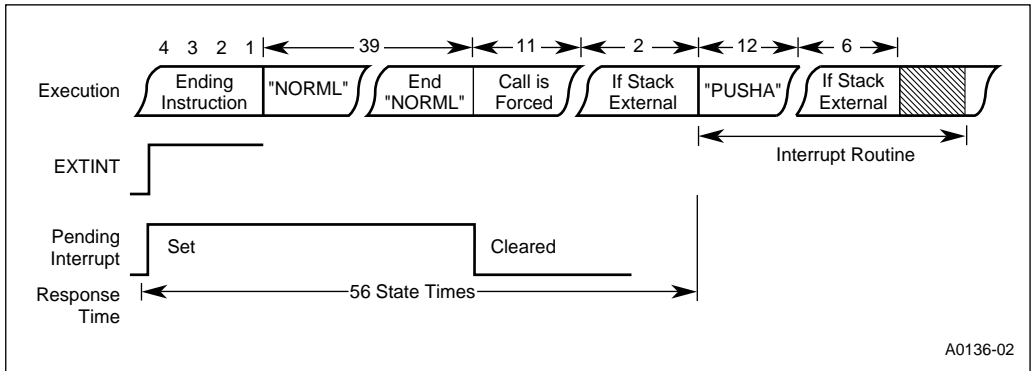 4 3 2 1 39 11 2 12 6
Execution
Ending
Instruction
"NORML"
End
"NORML"
Call is
Forced
If Stack
External
"PUSHA"
If Stack
External
Interrupt Routine
EXTINT
Pending
Interrupt
Set
Cleared
Response
Time
56 State Times
A0136-02